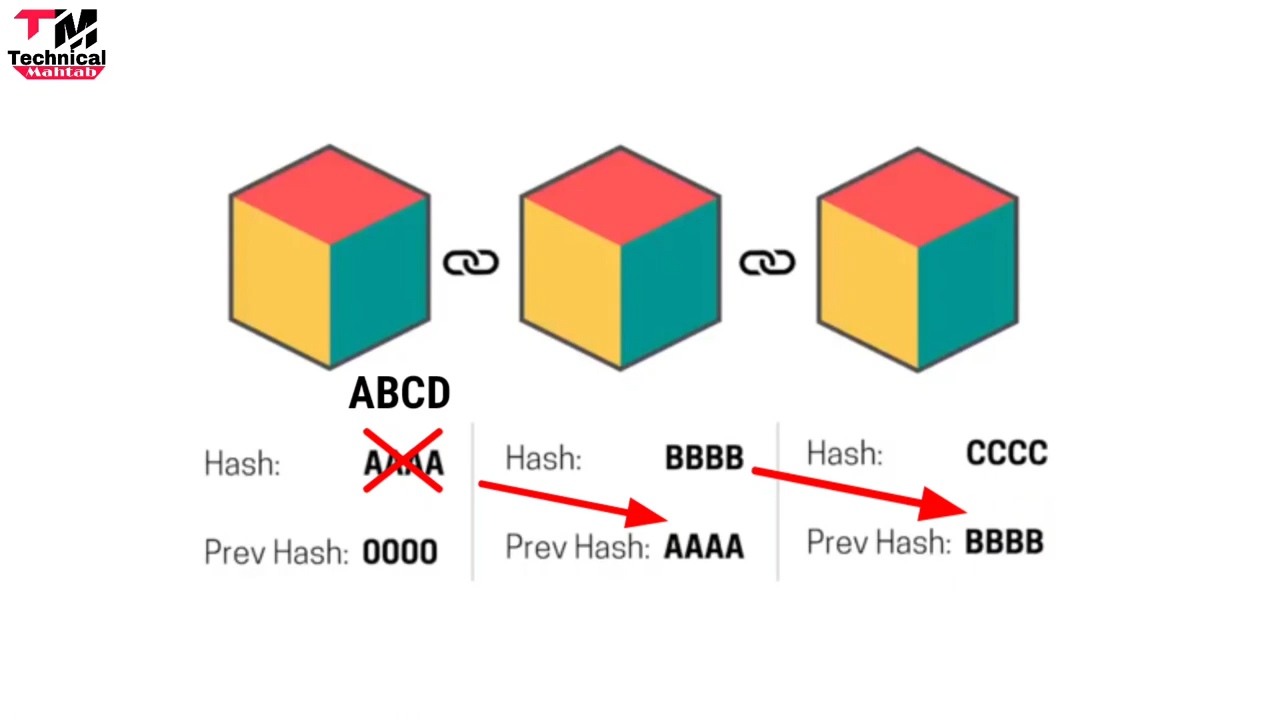 TM
Technical
Mahtab
ABCD
Hash: AAAA
Prev Hash: 0000
Hash: BBBB
Prev Hash: AAAA
Hash: CCCC
Prev Hash: BBBB